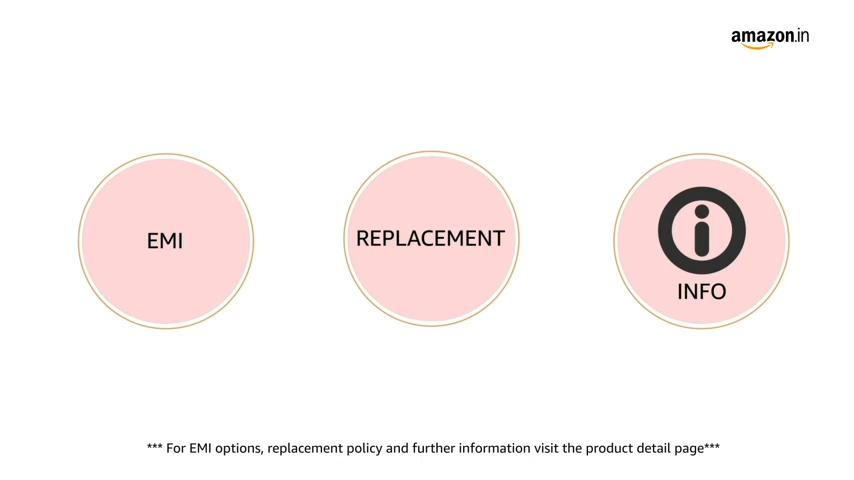 amazon.in
EMI
REPLACEMENT
INFO
*** For EMI options, replacement policy and further information visit the product detail page***